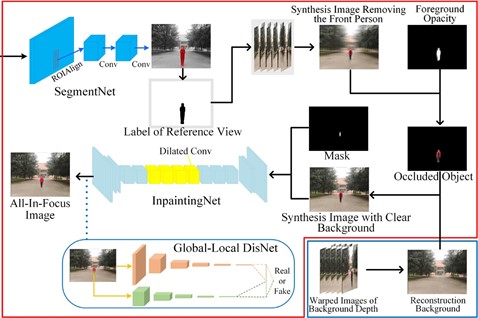 Synthesis Image Removing
the Front Person
Foreground
Opacity
ROIAlign
Conv
Conv
SegmentNet
Label of Reference View
Dilated Conv
Mask
Occluded Object
All-In-Focus
Image
InpaintingNet
Synthesis Image with Clear
Background
Global-Local DisNet
Real
or
Fake
Warped Images of
Background Depth
Reconstruction
Background